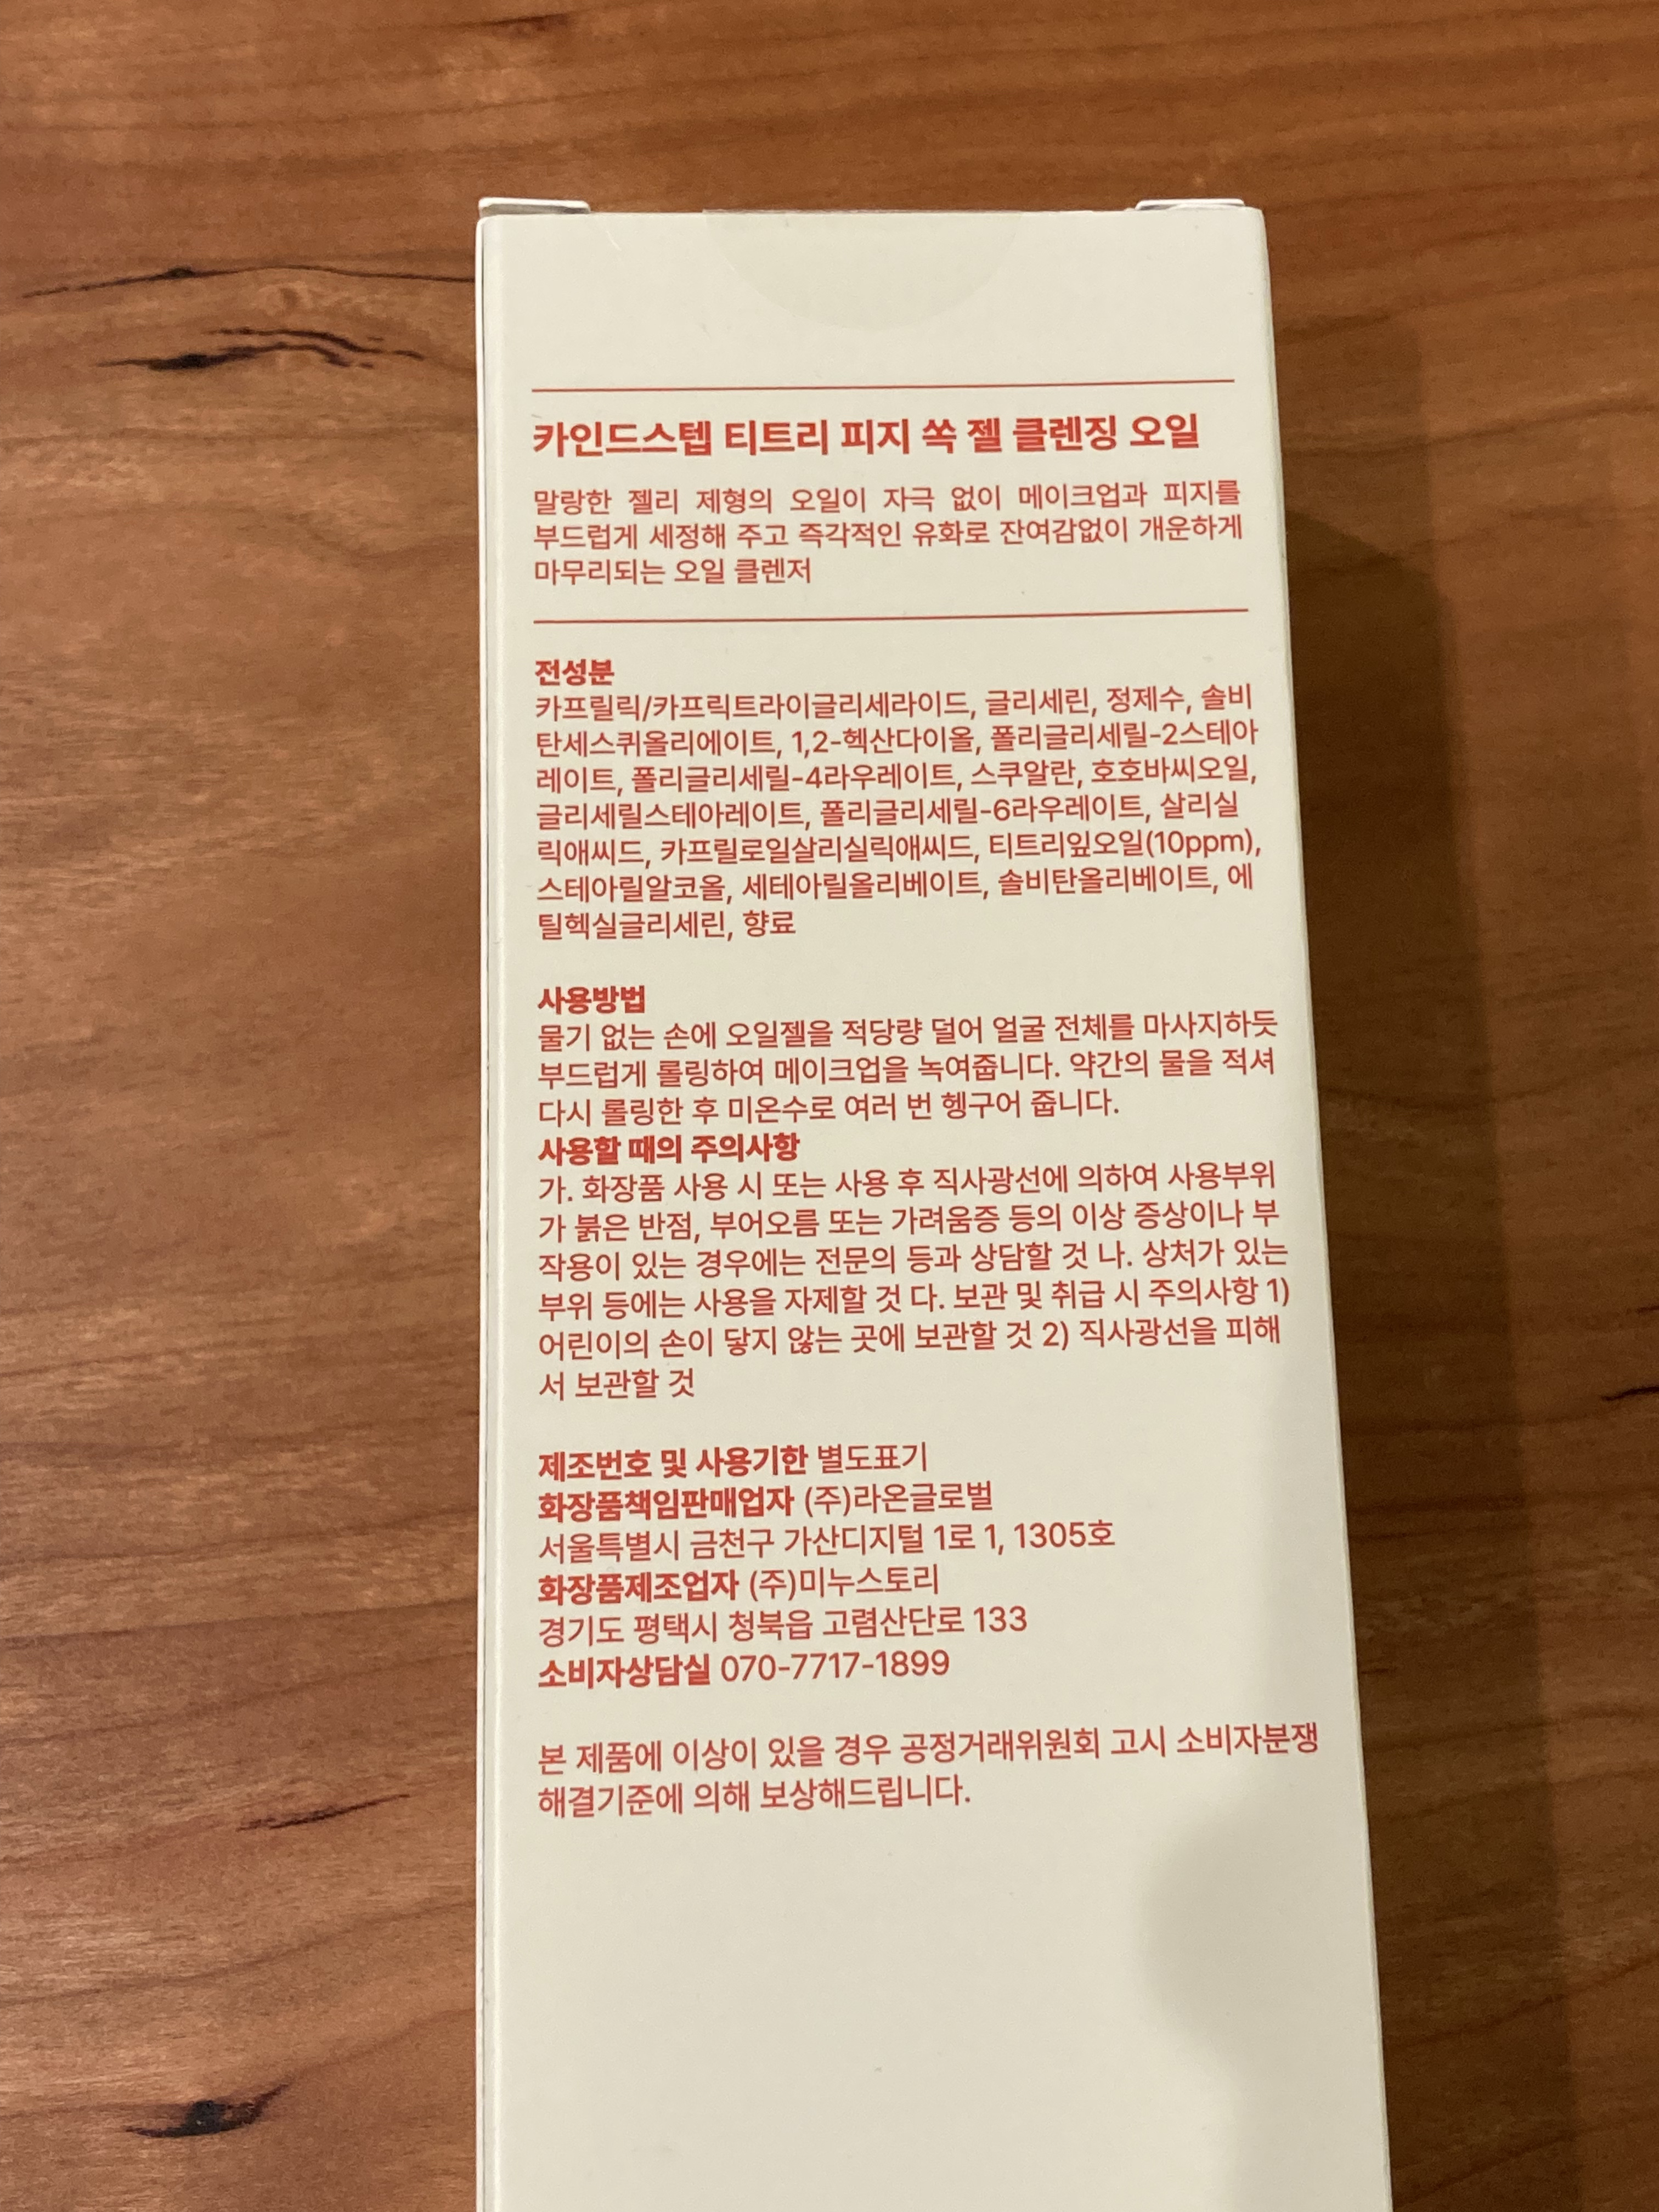 카인드스텝 티트리 피지 쏙 젤 클렌징 오일
말랑한 젤리 제형의 오일이 자극 없이 메이크업과 피지를
부드럽게 세정해 주고 즉각적인 유화로 잔여감없이 개운하게
마무리되는 오일 클렌저
전성분
카프릴릭/카프릭트라이글리세라이드, 글리세린, 정제수, 솔비
탄세스퀴올리에이트, 1,2-헥산다이올, 폴리글리세릴-2스테아
레이트, 폴리글리세릴-4라우레이트, 스쿠알란, 호호바씨오일,
글리세릴스테아레이트, 폴리글리세릴-6라우레이트, 살리실
릭애씨드, 카프릴로일살리실릭애씨드, 티트리잎오일(10ppm),
스테아릴알코올, 세테아릴올리베이트, 솔비탄올리베이트, 에
틸헥실글리세린, 향료
사용방법
물기 없는 손에 오일젤을 적당량 덜어 얼굴 전체를 마사지하듯
부드럽게 롤링하여 메이크업을 녹여줍니다. 약간의 물을 적셔
다시 롤링한 후 미온수로 여러 번 헹구어 줍니다.
사용할 때의 주의사항
가. 화장품 사용 시 또는 사용 후 직사광선에 의하여 사용부위
가 붉은 반점, 부어오름 또는 가려움증 등의 이상 증상이나 부
작용이 있는 경우에는 전문의 등과 상담할 것 나. 상처가 있는
부위 등에는 사용을 자제할 것 다. 보관 및 취급 시 주의사항 1)
어린이의 손이 닿지 않는 곳에 보관할 것 2) 직사광선을 피해
서 보관할 것
제조번호 및 사용기한 별도표기
화장품책임판매업자 (주)라온글로벌
서울특별시 금천구 가산디지털 1로 1, 1305호
화장품제조업자 (주)미누스토리
경기도 평택시 청북읍 고렴산단로 133
소비자상담실 070-7717-1899
본 제품에 이상이 있을 경우 공정거래위원회 고시 소비자분쟁
해결기준에 의해 보상해드립니다.